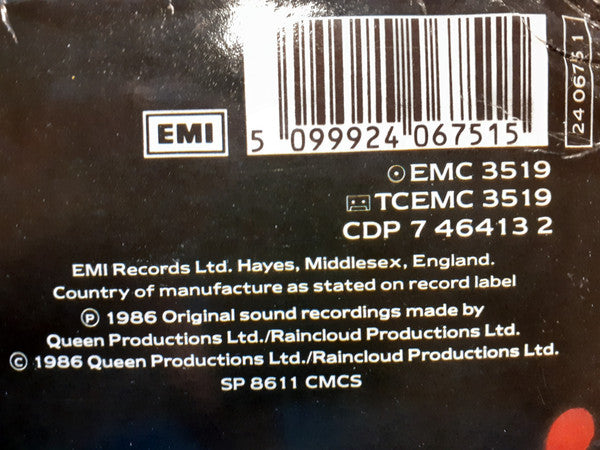 EMI
5 099924 067515
24 0675 1
EMC 3519
TCEMC 3519
CDP 7 46413 2
EMI Records Ltd. Hayes, Middlesex, England.
Country of manufacture as stated on record label
Ⓟ 1986 Original sound recordings made by
Queen Productions Ltd./Raincloud Productions Ltd.
© 1986 Queen Productions Ltd./Raincloud Productions Ltd.
SP 8611 CMCS